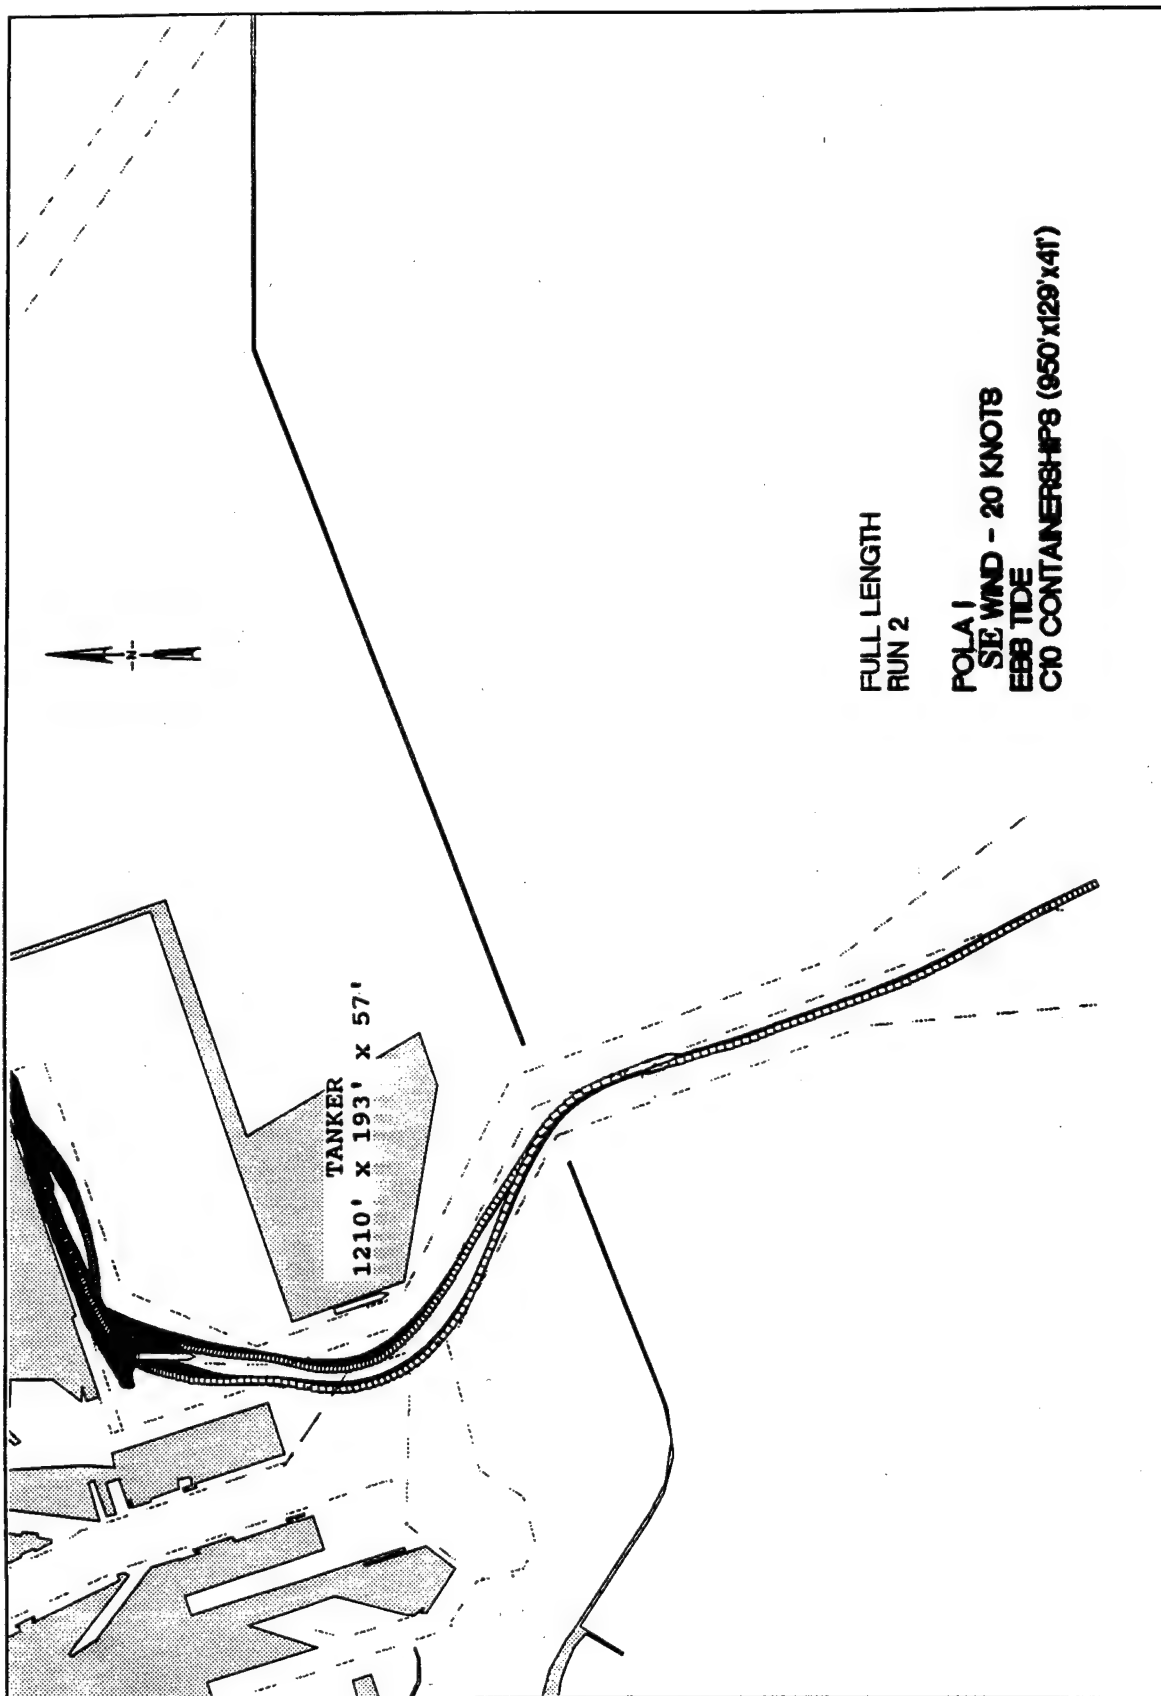 N
TANKER
1210' x 193' x 57'
FULL LENGTH
RUN 2
POLA I
SE WIND - 20 KNOTS
EBB TIDE
C10 CONTAINERSHIPS (950'x129'x41')